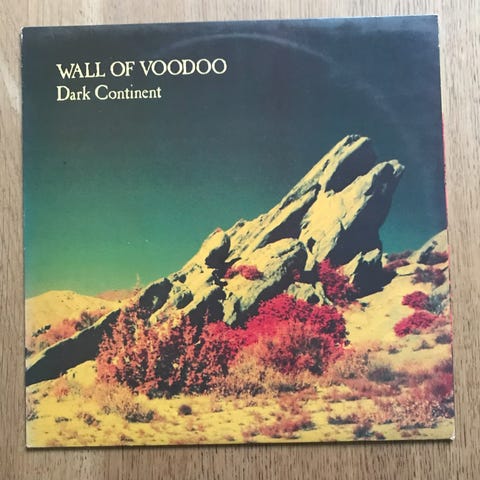 WALL OF VOODOO
Dark Continent